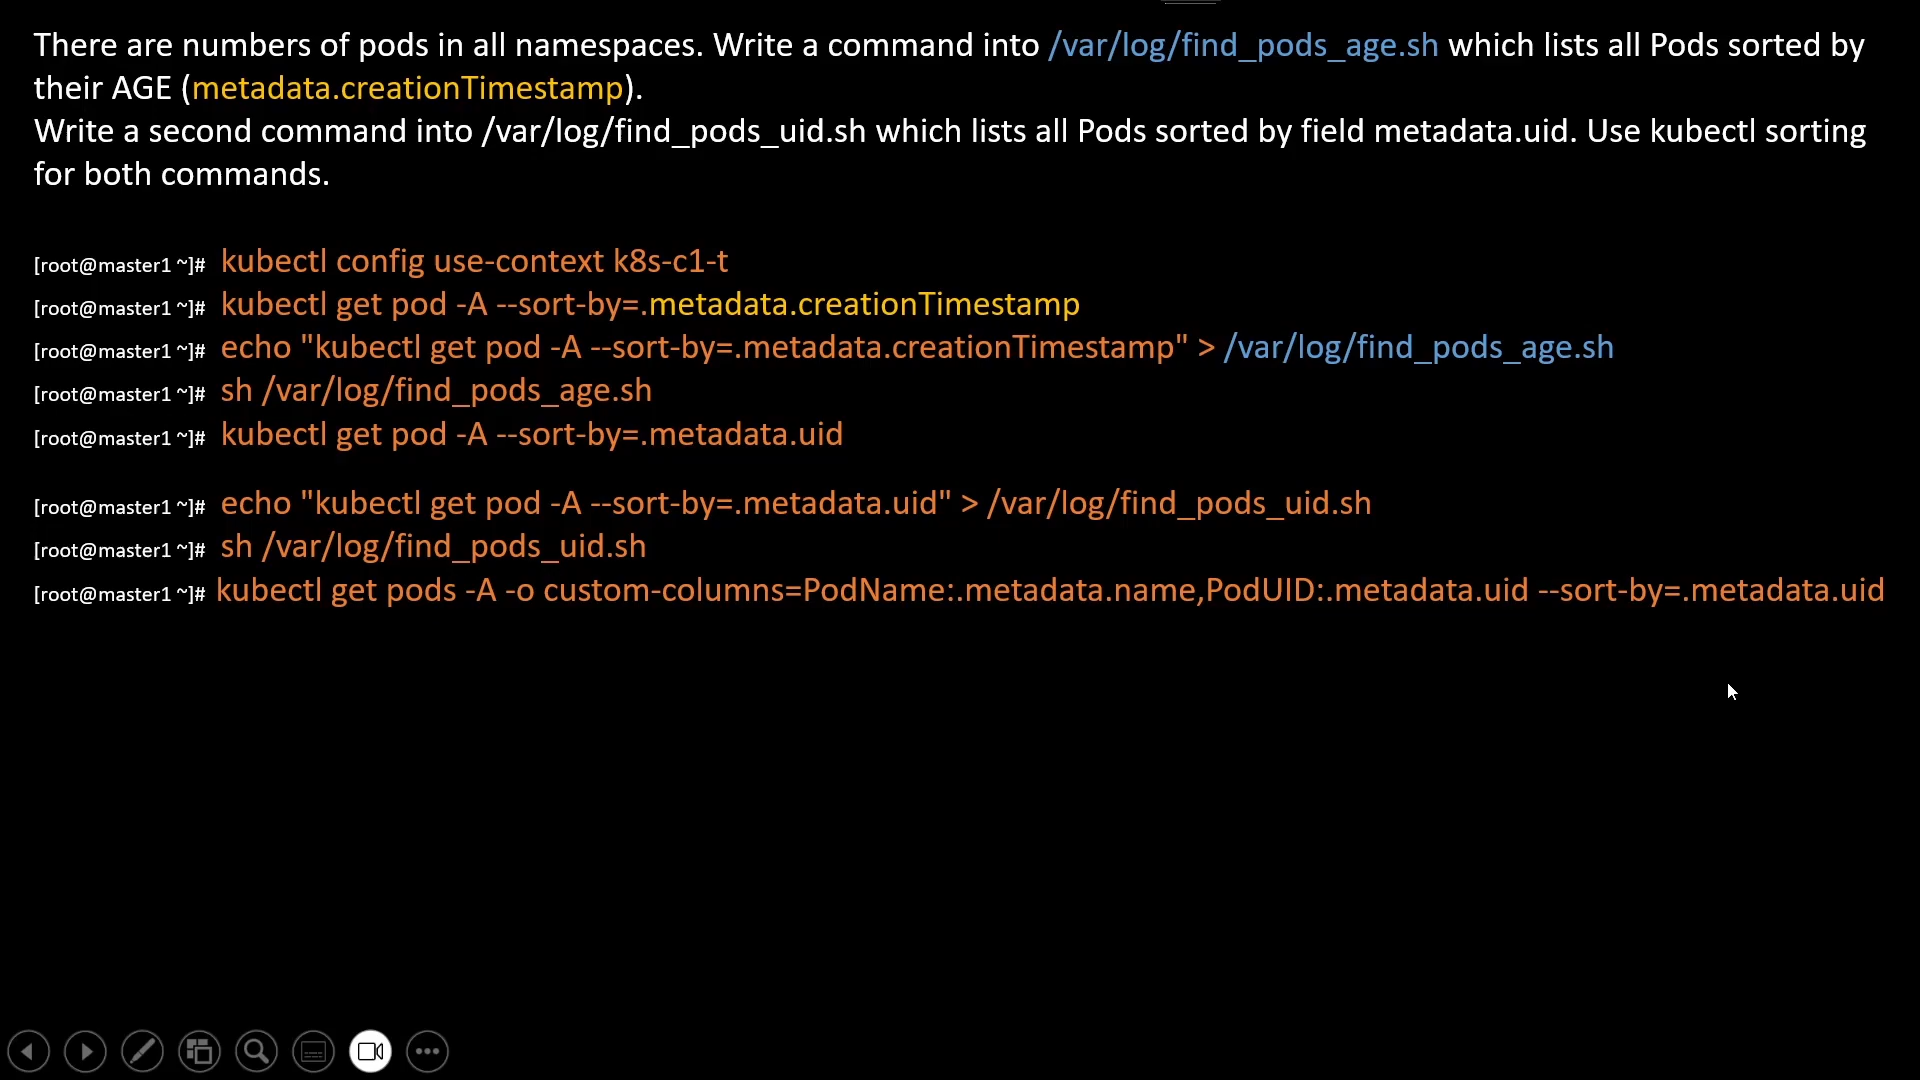 There are numbers of pods in all namespaces. Write a command into /var/log/find_pods_age.sh which lists all Pods sorted by
their AGE (metadata.creationTimestamp).
Write a second command into /var/log/find_pods_uid.sh which lists all Pods sorted by field metadata.uid. Use kubectl sorting
for both commands.
[root@master1 ~]# kubectl config use-context k8s-c1-t
[root@master1 ~]# kubectl get pod -A --sort-by=.metadata.creationTimestamp
[root@master1 ~]# echo "kubectl get pod -A --sort-by=.metadata.creationTimestamp" > /var/log/find_pods_age.sh
[root@master1 ~]# sh /var/log/find_pods_age.sh
[root@master1 ~]# kubectl get pod -A --sort-by=.metadata.uid
[root@master1 ~]# echo "kubectl get pod -A --sort-by=.metadata.uid" > /var/log/find_pods_uid.sh
[root@master1 ~]# sh /var/log/find_pods_uid.sh
[root@master1 ~]# kubectl get pods -A -o custom-columns=PodName:.metadata.name,PodUID:.metadata.uid --sort-by=.metadata.uid